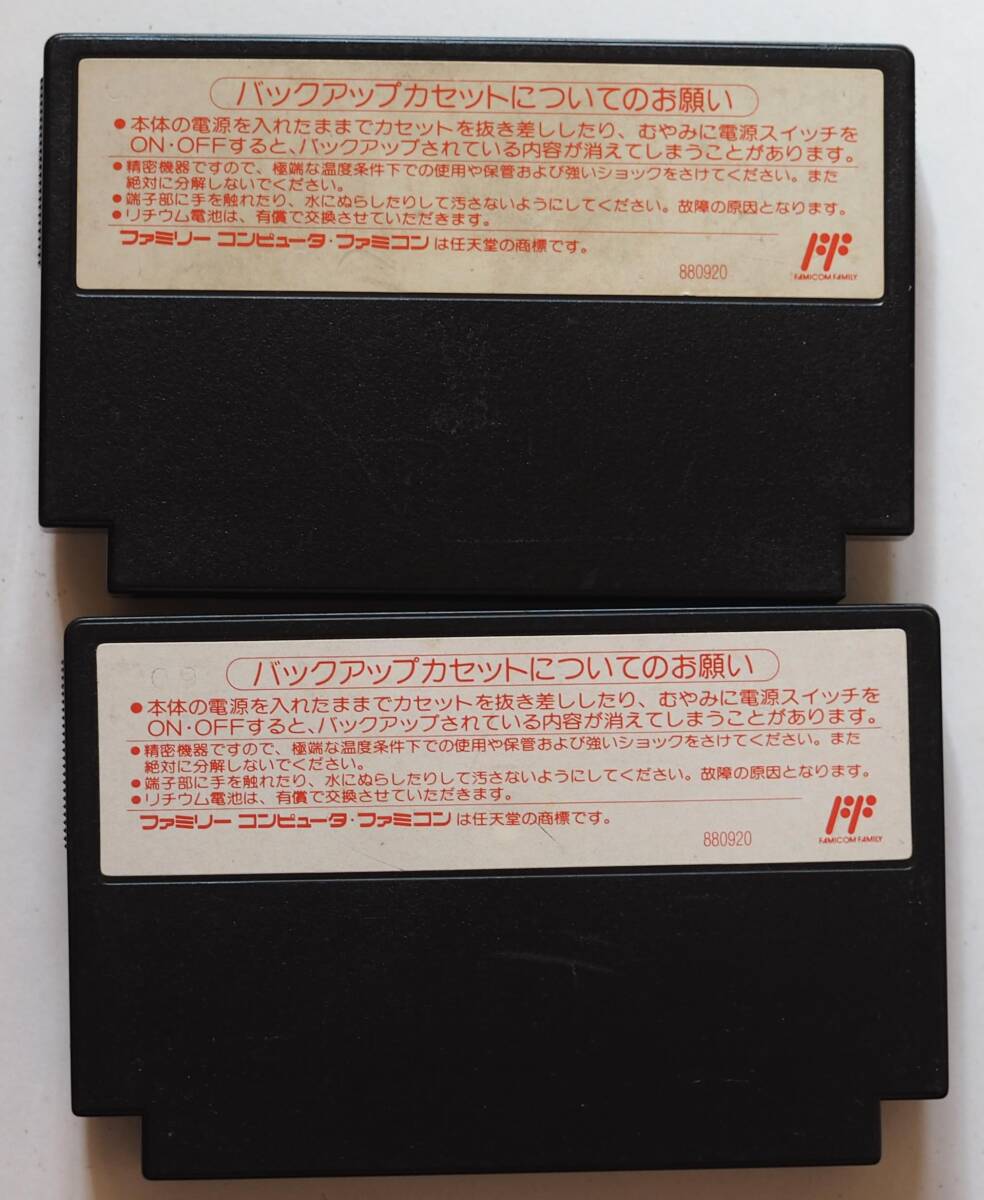 バックアップカセットについてのお願い
●本体の電源を入れたままでカセットを抜き差ししたり、むやみに電源スイッチを
ON・OFFすると、バックアップされている内容が消えてしまうことがあります。
●精密機器ですので、極端な温度条件下での使用や保管および強いショックをさけてください。また
絶対に分解しないでください。
●端子部に手を触れたり、水にぬらしたりして汚さないようにしてください。故障の原因となります。
●リチウム電池は、有償で交換させていただきます。
ファミリー コンピュータ・ファミコンは任天堂の商標です。
880920
FAMICOM FAMILY
バックアップカセットについてのお願い
●本体の電源を入れたままでカセットを抜き差ししたり、むやみに電源スイッチを
ON・OFFすると、バックアップされている内容が消えてしまうことがあります。
●精密機器ですので、極端な温度条件下での使用や保管および強いショックをさけてください。また
絶対に分解しないでください。
●端子部に手を触れたり、水にぬらしたりして汚さないようにしてください。故障の原因となります。
●リチウム電池は、有償で交換させていただきます。
ファミリー コンピュータ・ファミコンは任天堂の商標です。
880920
FAMICOM FAMILY